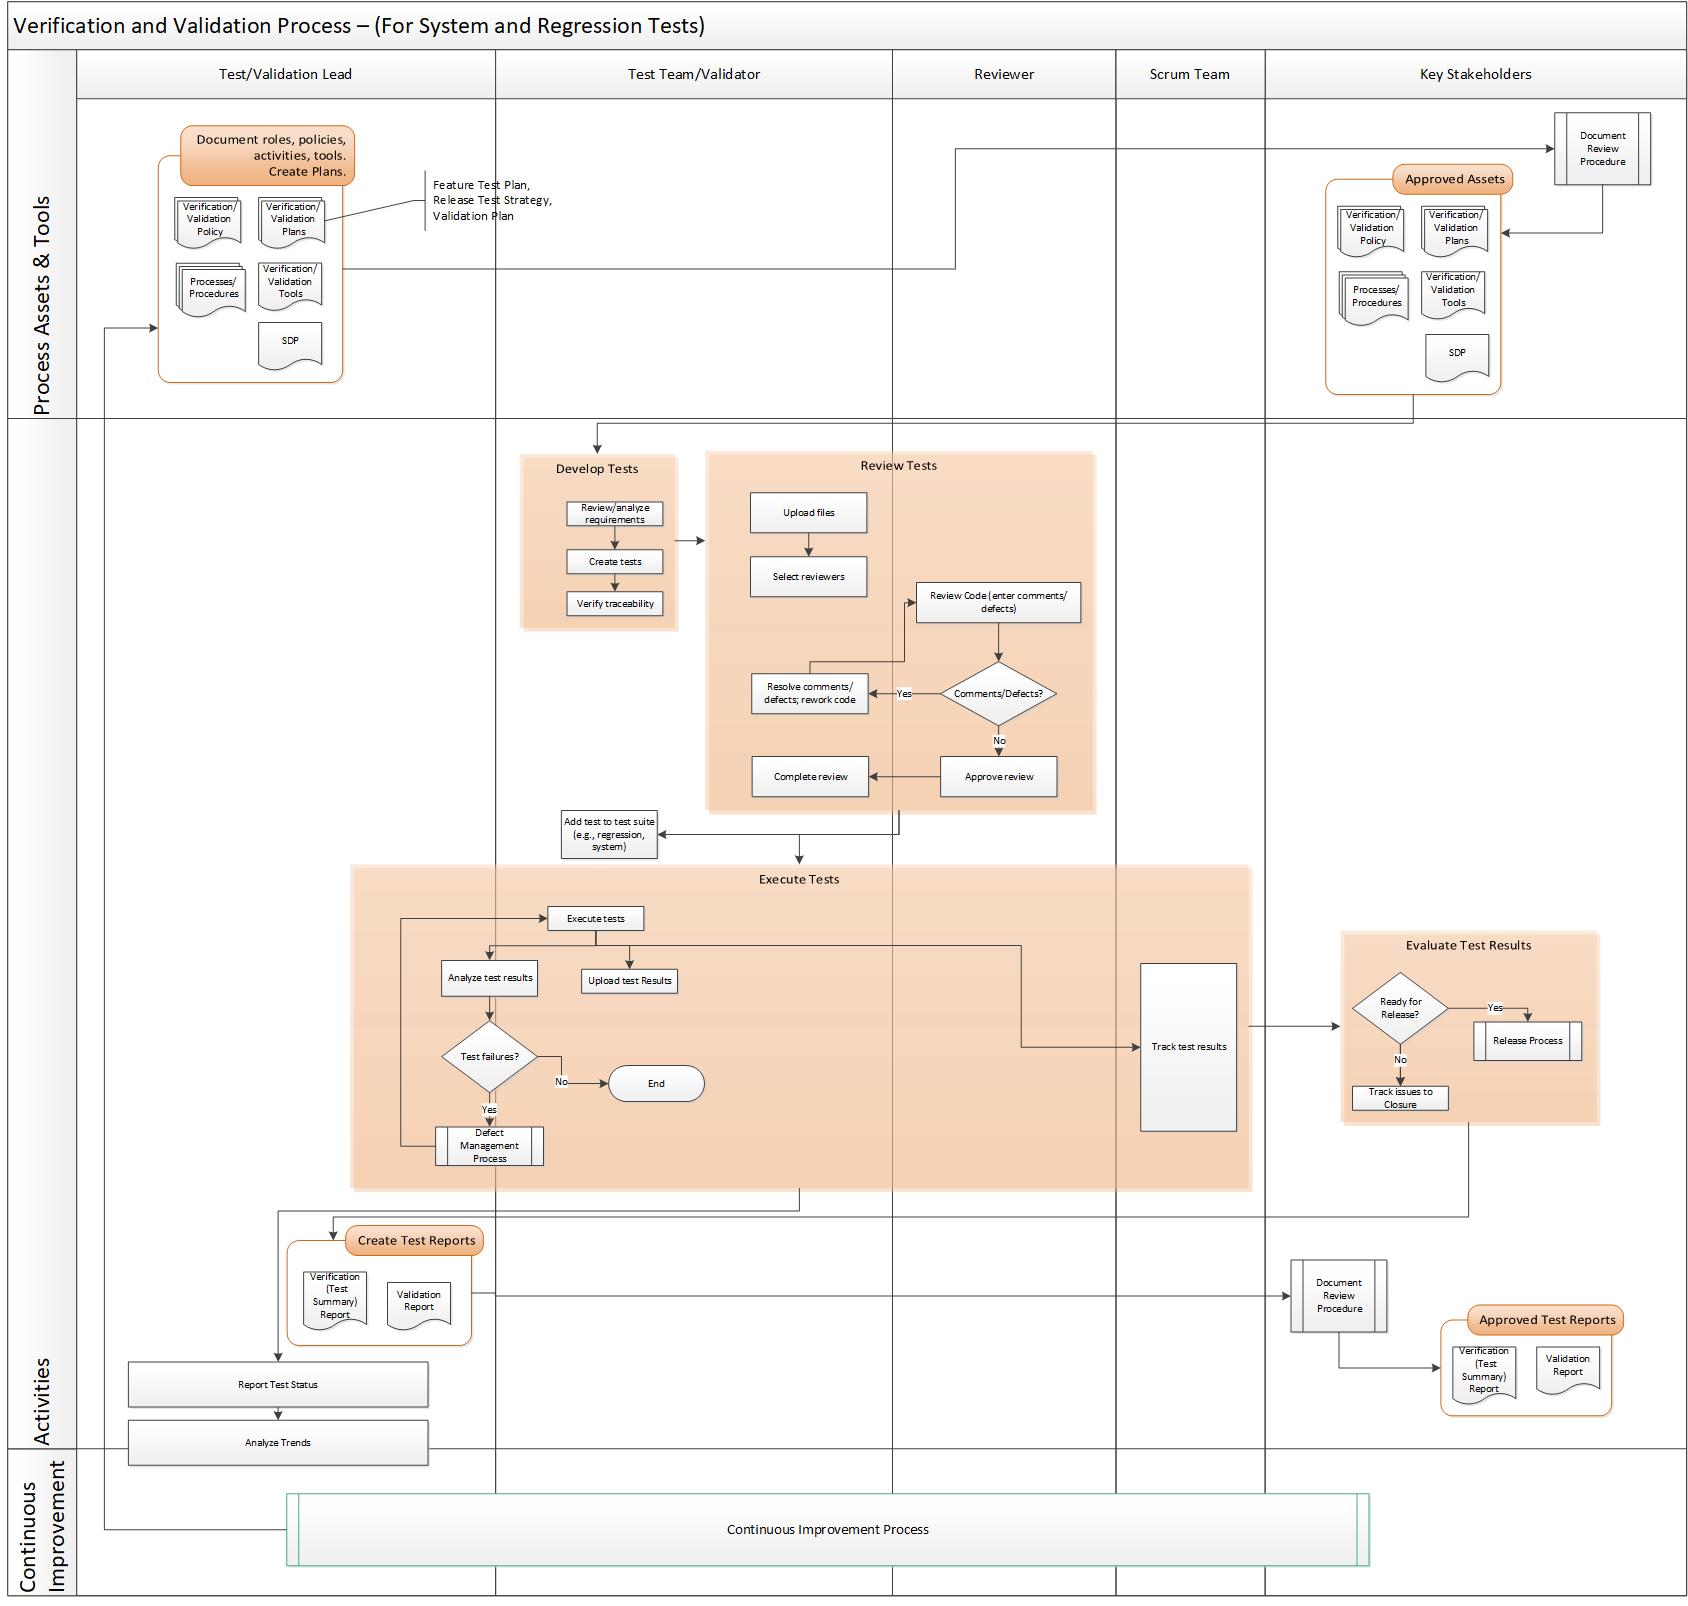 Verification and Validation Process – (For System and Regression Tests)
Test/Validation Lead
Test Team/Validator
Reviewer
Scrum Team
Key Stakeholders
Process Assets & Tools
Document roles, policies,
activities, tools.
Create Plans.
Verification/
Validation
Policy
Verification/
Validation
Plans
Processes/
Procedures
Verification/
Validation
Tools
SDP
Feature Test Plan,
Release Test Strategy,
Validation Plan
Document
Review
Procedure
Approved Assets
Verification/
Validation
Policy
Verification/
Validation
Plans
Processes/
Procedures
Verification/
Validation
Tools
SDP
Activities
Develop Tests
Review/analyze
requirements
Create tests
Verify traceability
Review Tests
Upload files
Select reviewers
Review Code (enter comments/
defects)
Resolve comments/
defects; rework code
Yes
Comments/Defects?
No
Complete review
Approve review
Add test to test suite
(e.g., regression,
system)
Execute Tests
Execute tests
Analyze test results
Upload test Results
Test failures?
No
End
Yes
Defect
Management
Process
Track test results
Evaluate Test Results
Ready for
Release?
Yes
Release Process
No
Track issues to
Closure
Create Test Reports
Verification
(Test
Summary)
Report
Validation
Report
Document
Review
Procedure
Approved Test Reports
Verification
(Test
Summary)
Report
Validation
Report
Report Test Status
Analyze Trends
Continuous
Improvement
Continuous Improvement Process